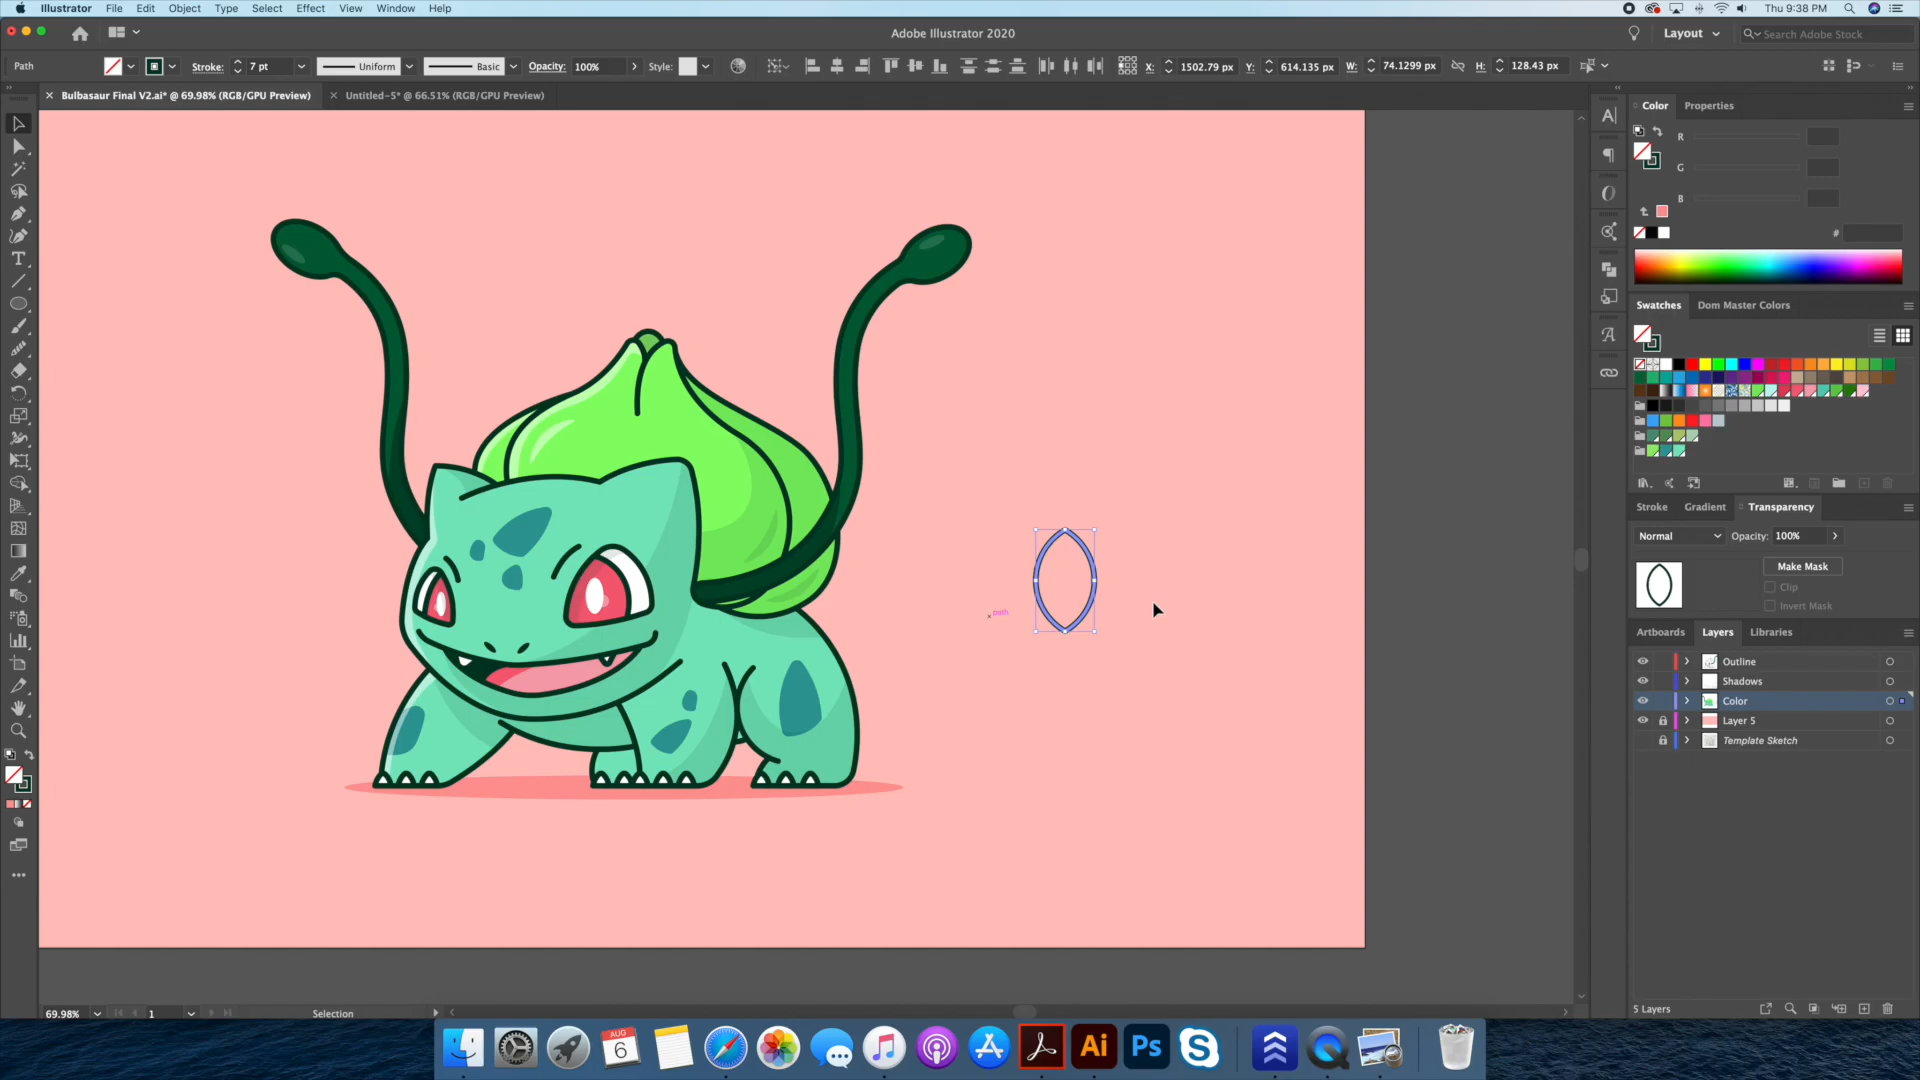 Illustrator File Edit Object Type Select Effect View Window Help Thu 9:38 PM
Adobe Illustrator 2020 Layout Search Adobe Stock
Path Stroke: 7 pt Uniform Basic Opacity: 100% Style: X: 1502.79 px Y: 614.135 px W: 74.1299 px H: 128.43 px
Bulbasaur Final V2.ai* @ 69.98% (RGB/GPU Preview) Untitled-5* @ 66.51% (RGB/GPU Preview)
Color Properties
R
G
B
#
Swatches Dom Master Colors
Stroke Gradient Transparency
Normal Opacity: 100%
Make Mask
Clip
Invert Mask
path
Artboards Layers Libraries
Outline
Shadows
Color
Layer 5
Template Sketch
5 Layers
69.98% 1 Selection
AUG
6
Ai Ps